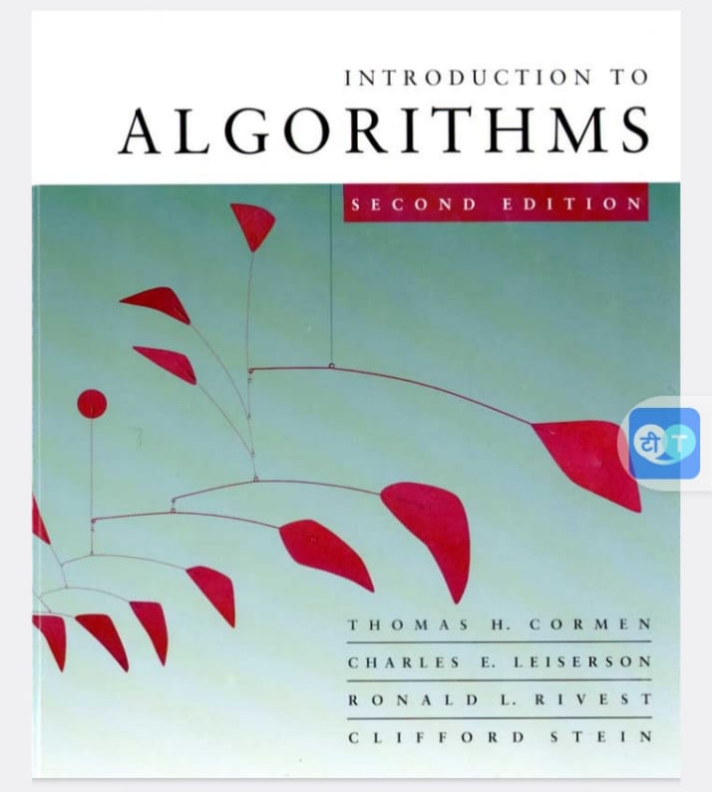 INTRODUCTION TO
ALGORITHMS
SECOND EDITION
टी T
THOMAS H. CORMEN
CHARLES E. LEISERSON
RONALD L. RIVEST
CLIFFORD STEIN